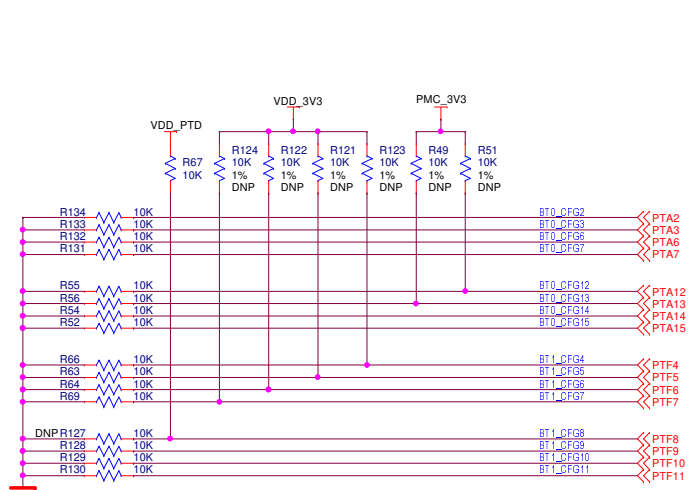 VDD_3V3
PMC_3V3
VDD_PTD
R67
10K
R124
10K
1%
DNP
R122
10K
1%
DNP
R121
10K
1%
DNP
R123
10K
1%
DNP
R49
10K
1%
DNP
R51
10K
1%
DNP
R134 10K BT0_CFG2 PTA2
R133 10K BT0_CFG3 PTA3
R132 10K BT0_CFG6 PTA6
R131 10K BT0_CFG7 PTA7
R55 10K BT0_CFG12 PTA12
R56 10K BT0_CFG13 PTA13
R54 10K BT0_CFG14 PTA14
R52 10K BT0_CFG15 PTA15
R66 10K BT1_CFG4 PTF4
R63 10K BT1_CFG5 PTF5
R64 10K BT1_CFG6 PTF6
R69 10K BT1_CFG7 PTF7
DNP R127 10K BT1_CFG8 PTF8
R128 10K BT1_CFG9 PTF9
R129 10K BT1_CFG10 PTF10
R130 10K BT1_CFG11 PTF11